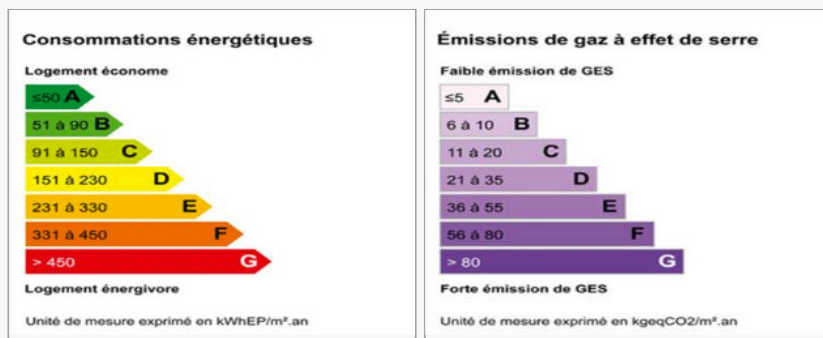 Consommations énergétiques
Logement économe
≤50 A
51 à 90 B
91 à 150 C
151 à 230 D
231 à 330 E
331 à 450 F
> 450 G
Logement énergivore
Unité de mesure exprimé en kWhEP/m².an
Émissions de gaz à effet de serre
Faible émission de GES
≤5 A
6 à 10 B
11 à 20 C
21 à 35 D
36 à 55 E
56 à 80 F
> 80 G
Forte émission de GES
Unité de mesure exprimé en kgeqCO2/m².an